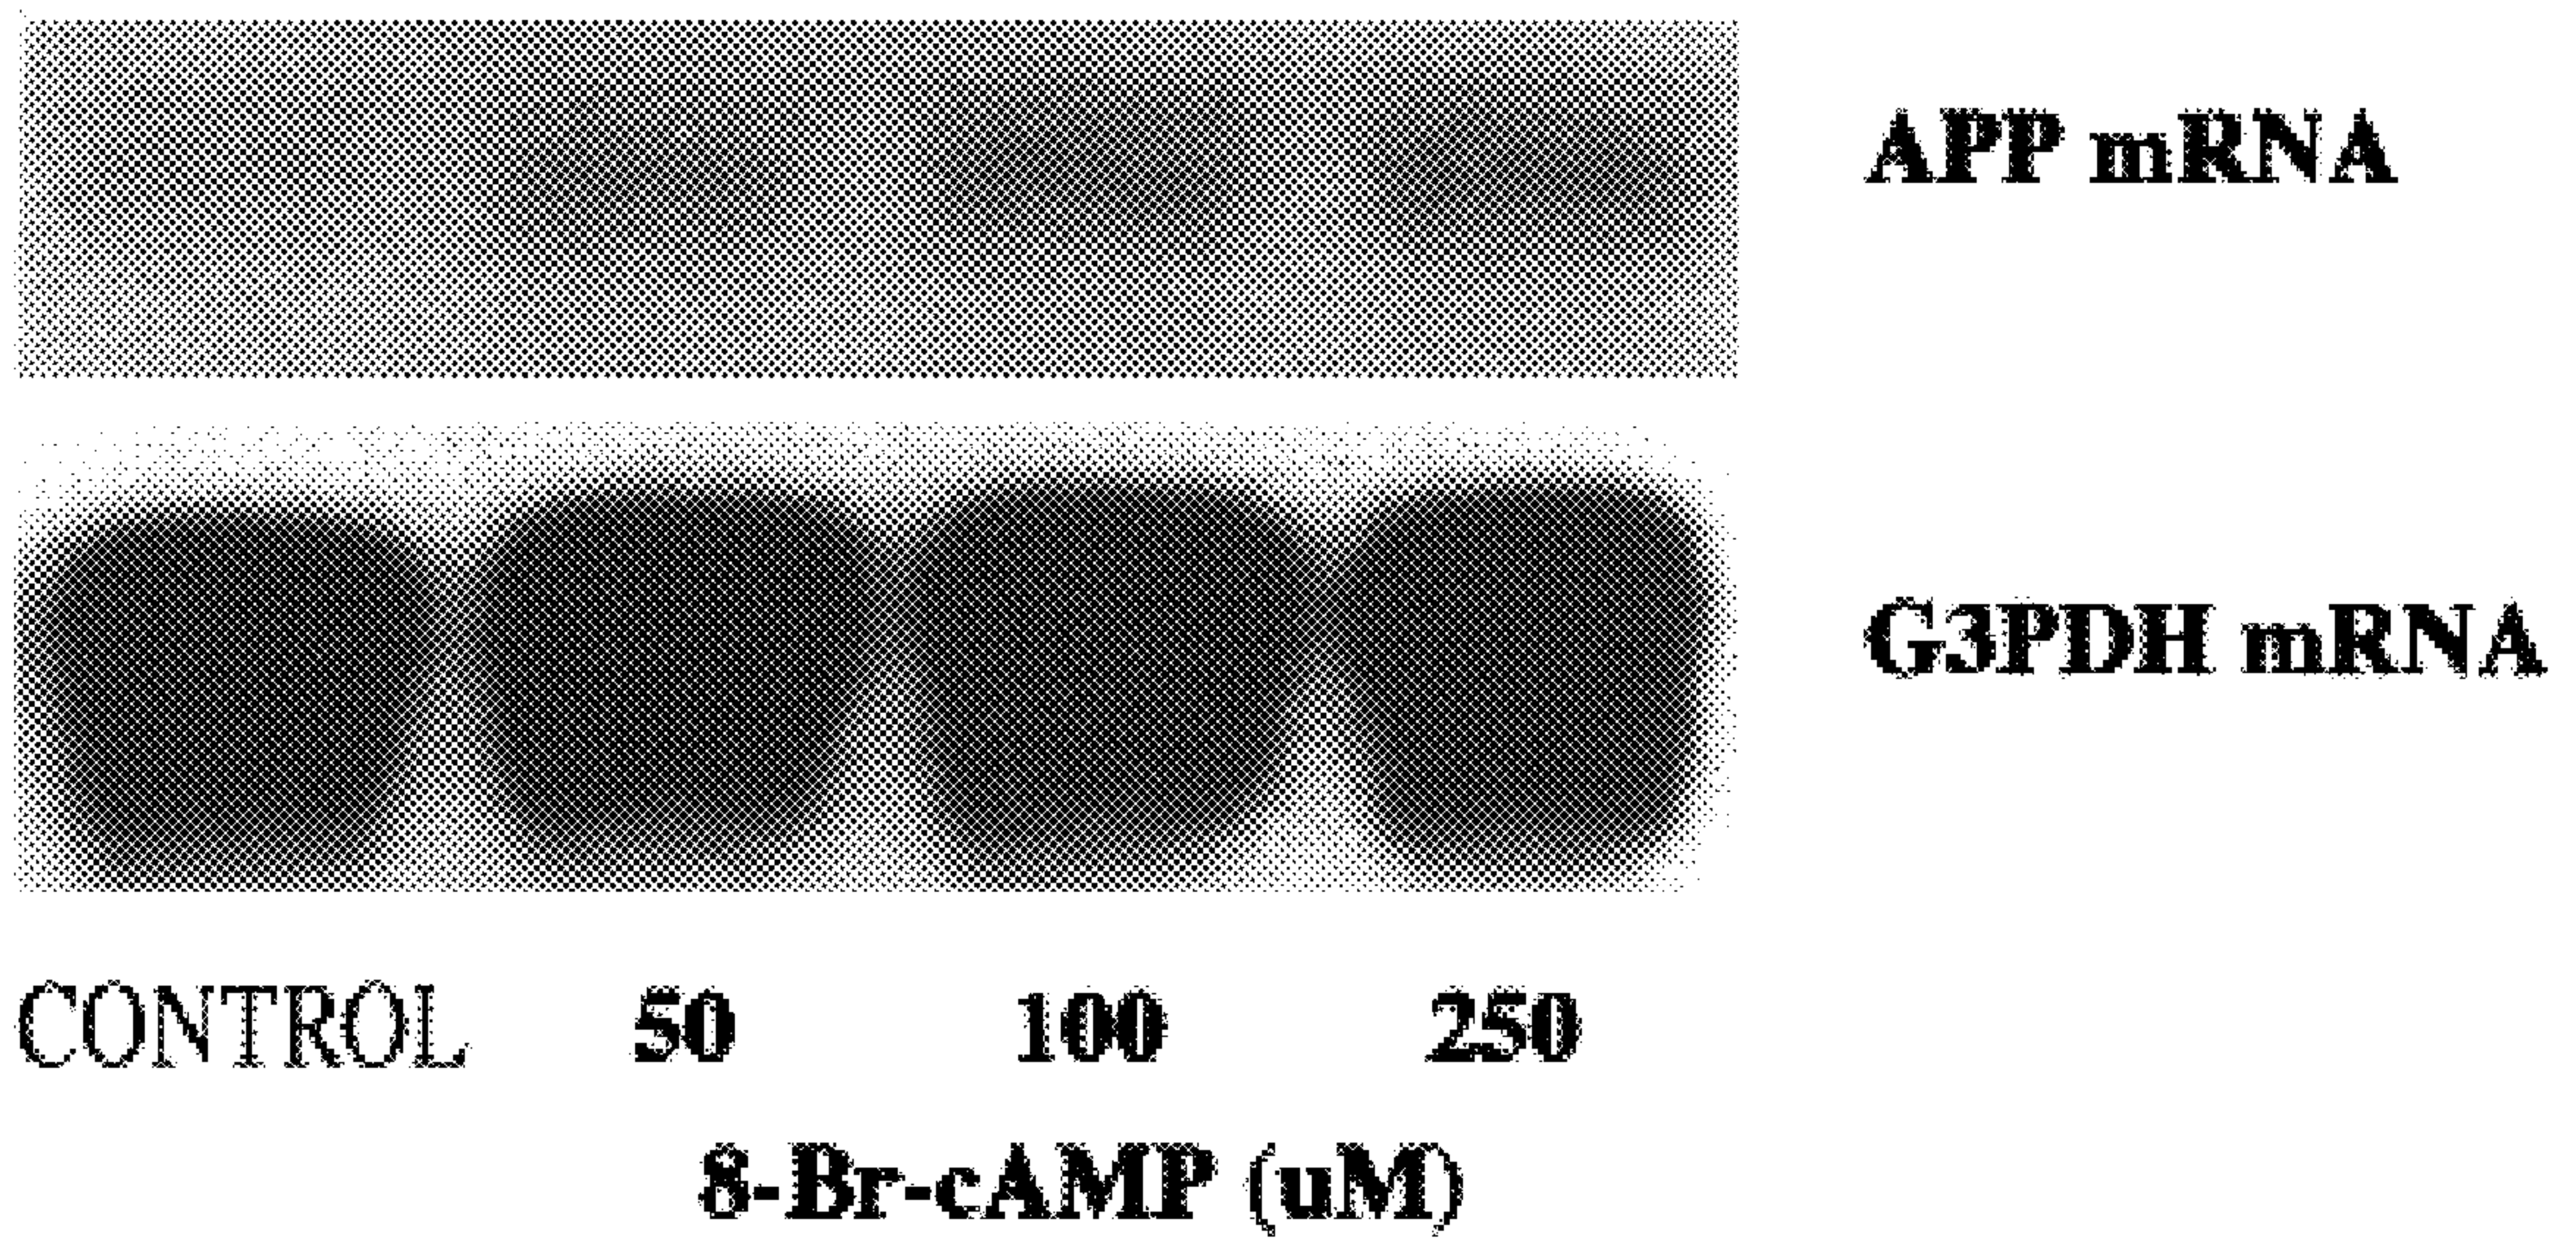 APP mRNA
G3PDH mRNA
CONTROL 50 100 250
8-Br-cAMP (uM)